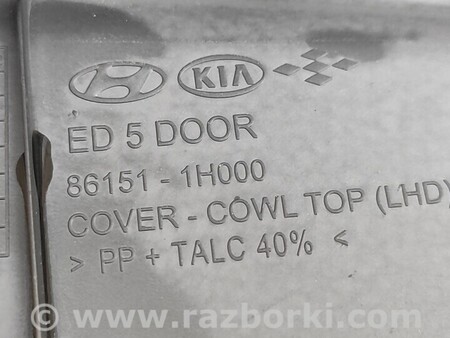 KIA
ED 5 DOOR
86151 - 1H000
COVER - COWL TOP (LHD)
> PP + TALC 40% <
www.razborki.com